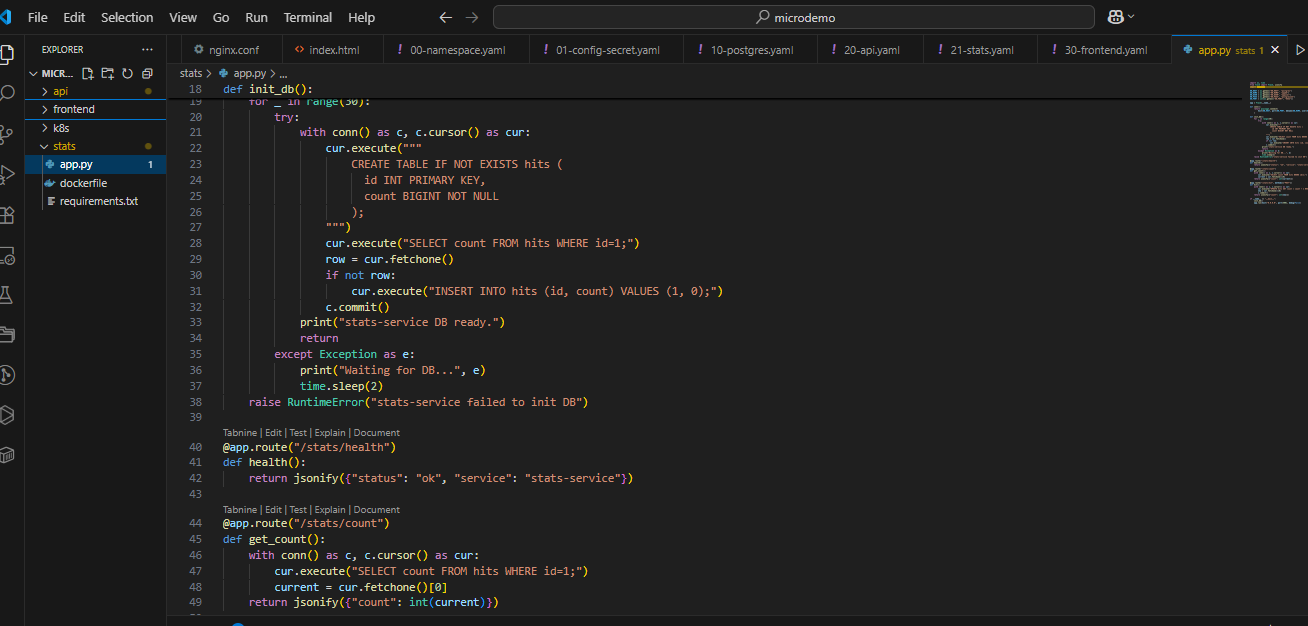 File Edit Selection View Go Run Terminal Help
microdemo
EXPLORER
nginx.conf
index.html
00-namespace.yaml
01-config-secret.yaml
10-postgres.yaml
20-api.yaml
21-stats.yaml
30-frontend.yaml
app.py stats 1
MICR...
api
frontend
k8s
stats
app.py 1
dockerfile
requirements.txt
stats > app.py > ...
18 def init_db():
19 for _ in range(30):
20 try:
21 with conn() as c, c.cursor() as cur:
22 cur.execute("""
23 CREATE TABLE IF NOT EXISTS hits (
24 id INT PRIMARY KEY,
25 count BIGINT NOT NULL
26 );
27 """)
28 cur.execute("SELECT count FROM hits WHERE id=1;")
29 row = cur.fetchone()
30 if not row:
31 cur.execute("INSERT INTO hits (id, count) VALUES (1, 0);")
32 c.commit()
33 print("stats-service DB ready.")
34 return
35 except Exception as e:
36 print("Waiting for DB...", e)
37 time.sleep(2)
38 raise RuntimeError("stats-service failed to init DB")
39
Tabnine | Edit | Test | Explain | Document
40 @app.route("/stats/health")
41 def health():
42 return jsonify({"status": "ok", "service": "stats-service"})
43
Tabnine | Edit | Test | Explain | Document
44 @app.route("/stats/count")
45 def get_count():
46 with conn() as c, c.cursor() as cur:
47 cur.execute("SELECT count FROM hits WHERE id=1;")
48 current = cur.fetchone()[0]
49 return jsonify({"count": int(current)})